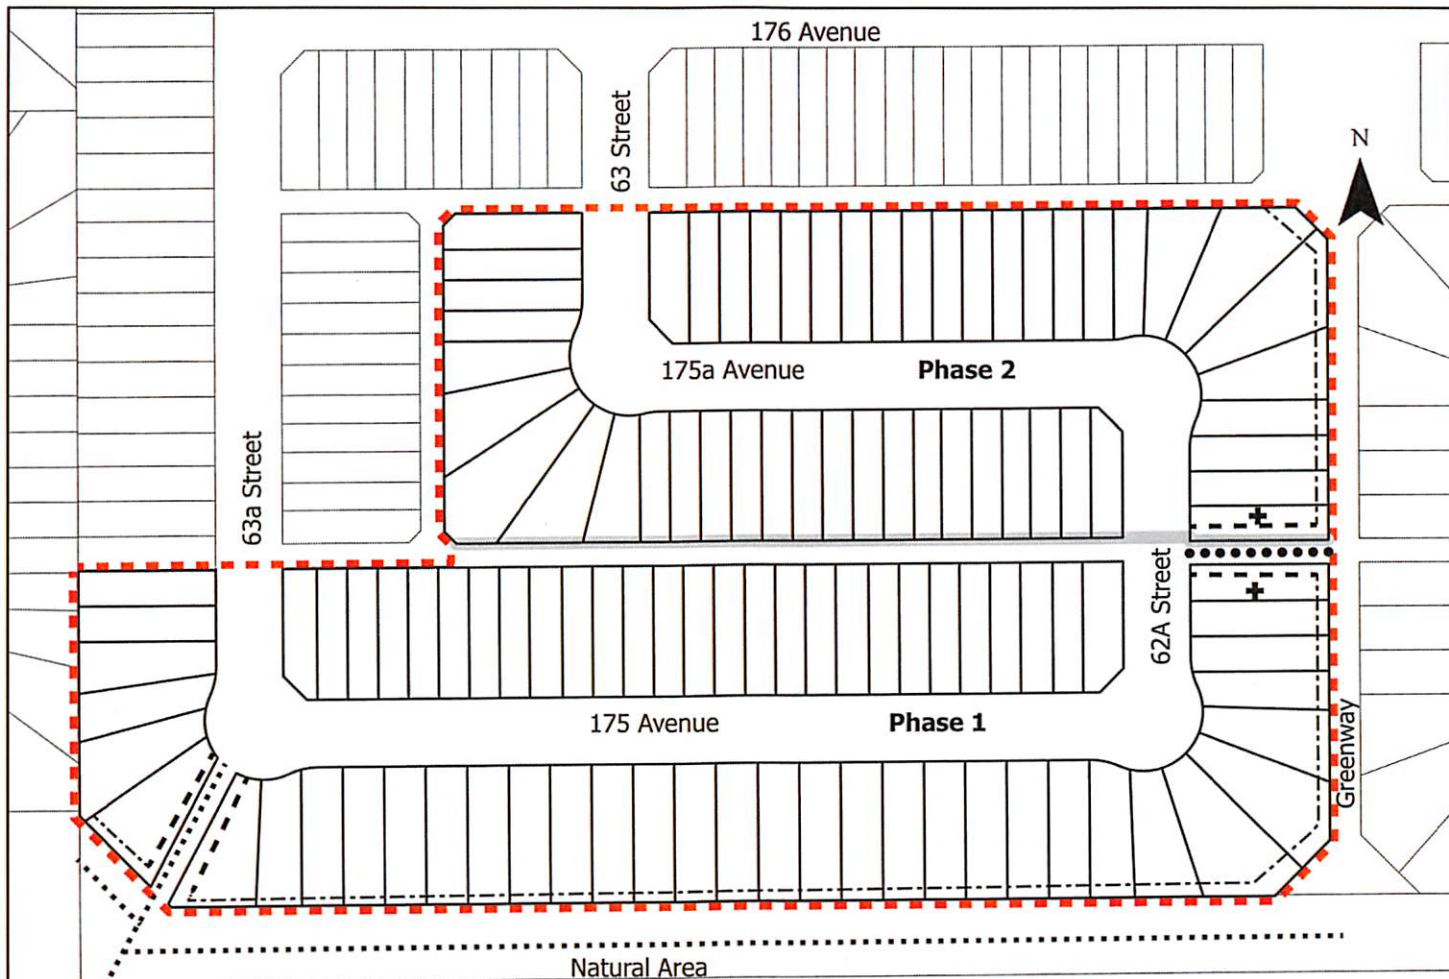 176 Avenue
63 Street
N
175a Avenue
Phase 2
63a Street
62A Street
175 Avenue
Phase 1
Greenway
Natural Area